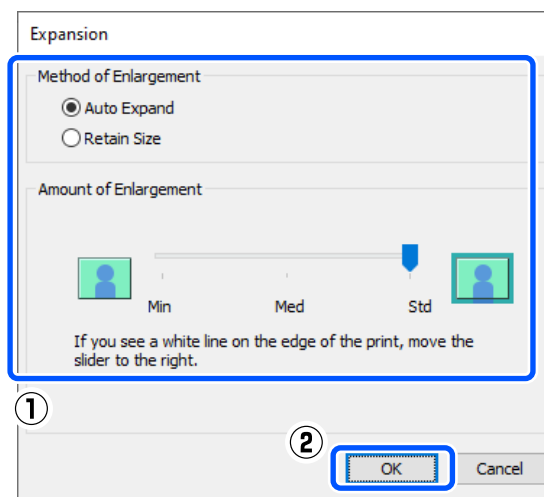 Expansion
Method of Enlargement
Auto Expand
Retain Size
Amount of Enlargement
Min Med Std
If you see a white line on the edge of the print, move the
slider to the right.
①
②
OK Cancel